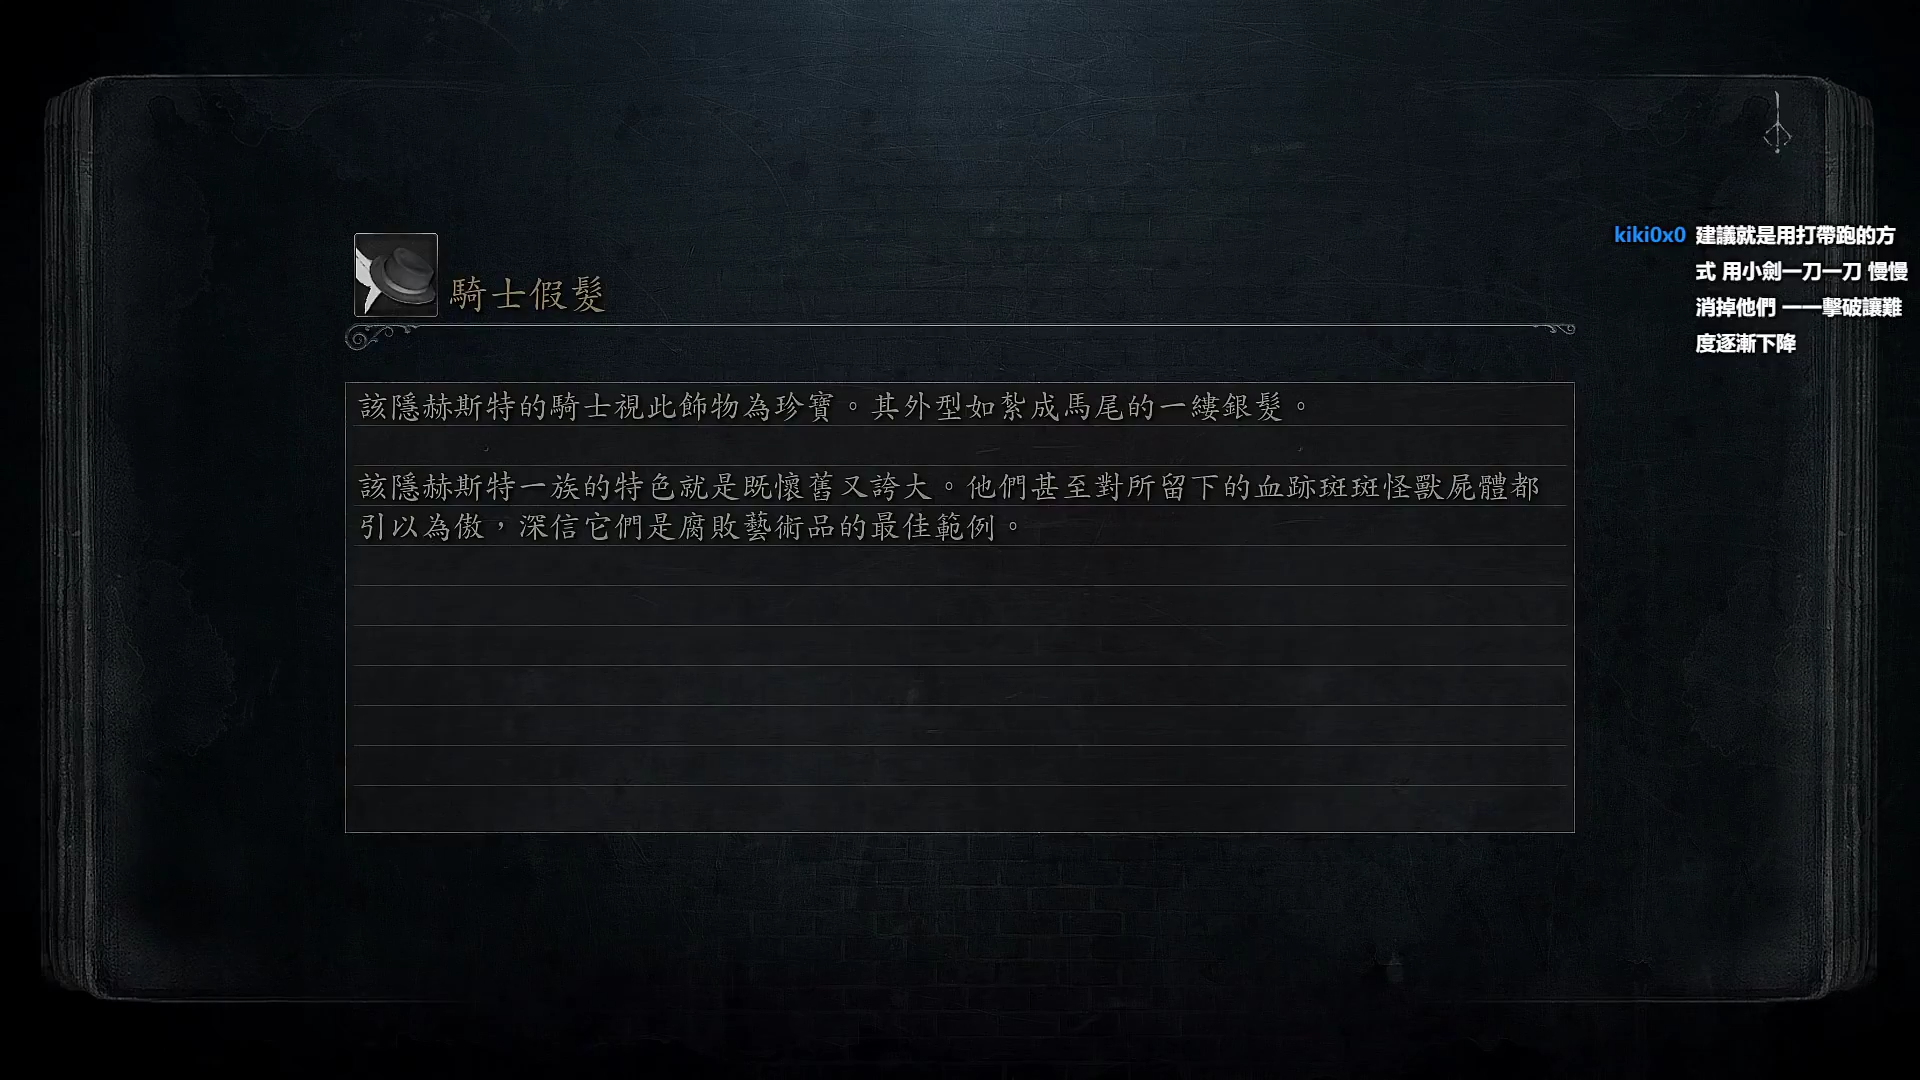 騎士假髮
該隱赫斯特的騎士視此飾物為珍寶。其外型如紮成馬尾的一縷銀髮。
該隱赫斯特一族的特色就是既懷舊又誇大。他們甚至對所留下的血跡斑斑怪獸屍體都
引以為傲，深信它們是腐敗藝術品的最佳範例。
kiki0x0 建議就是用打帶跑的方
式 用小劍一刀一刀 慢慢
消掉他們 一一擊破讓難
度逐漸下降